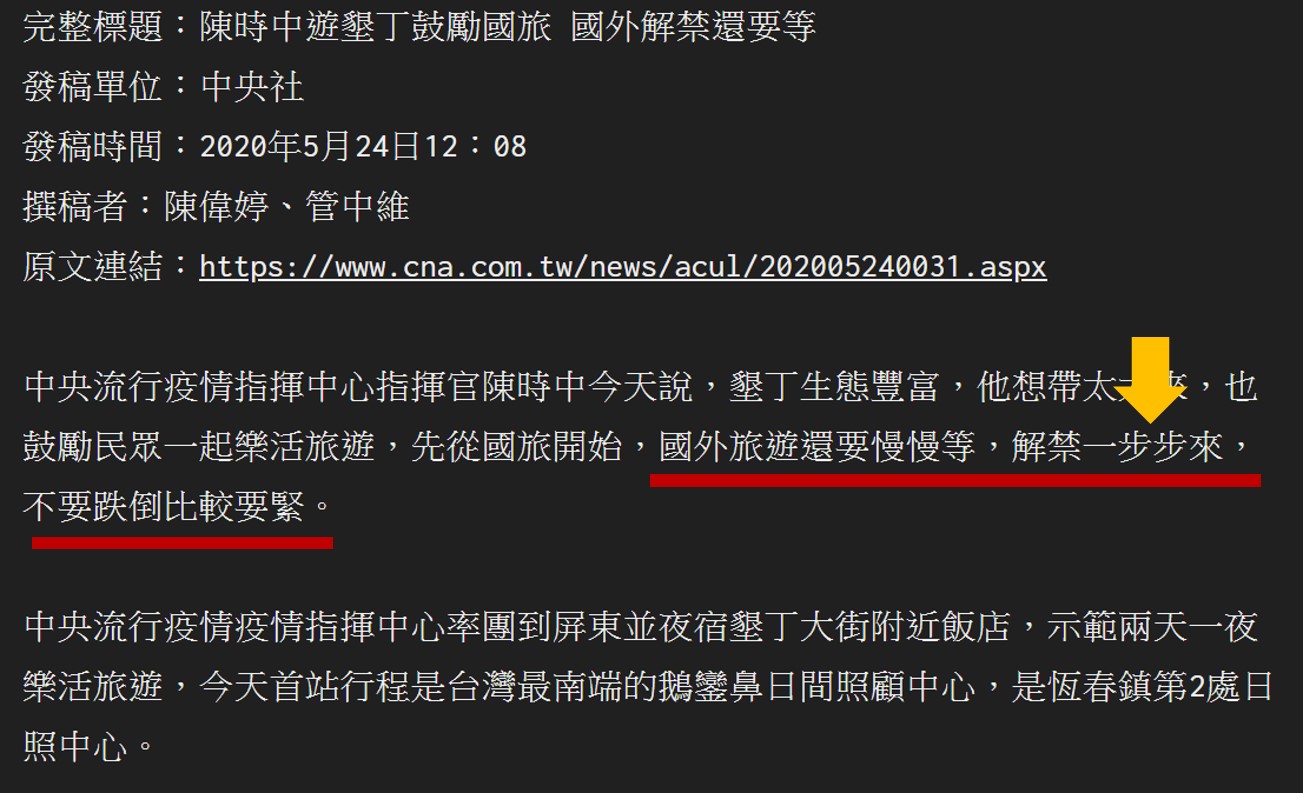 完整標題：陳時中遊墾丁鼓勵國旅 國外解禁還要等
發稿單位：中央社
發稿時間：2020年5月24日12：08
撰稿者：陳偉婷、管中維
原文連結：https://www.cna.com.tw/news/acul/202005240031.aspx
中央流行疫情指揮中心指揮官陳時中今天說，墾丁生態豐富，他想帶太太來，也
鼓勵民眾一起樂活旅遊，先從國旅開始，國外旅遊還要慢慢等，解禁一步步來，
不要跌倒比較要緊。
中央流行疫情疫情指揮中心率團到屏東並夜宿墾丁大街附近飯店，示範兩天一夜
樂活旅遊，今天首站行程是台灣最南端的鵝鑾鼻日間照顧中心，是恆春鎮第2處日
照中心。